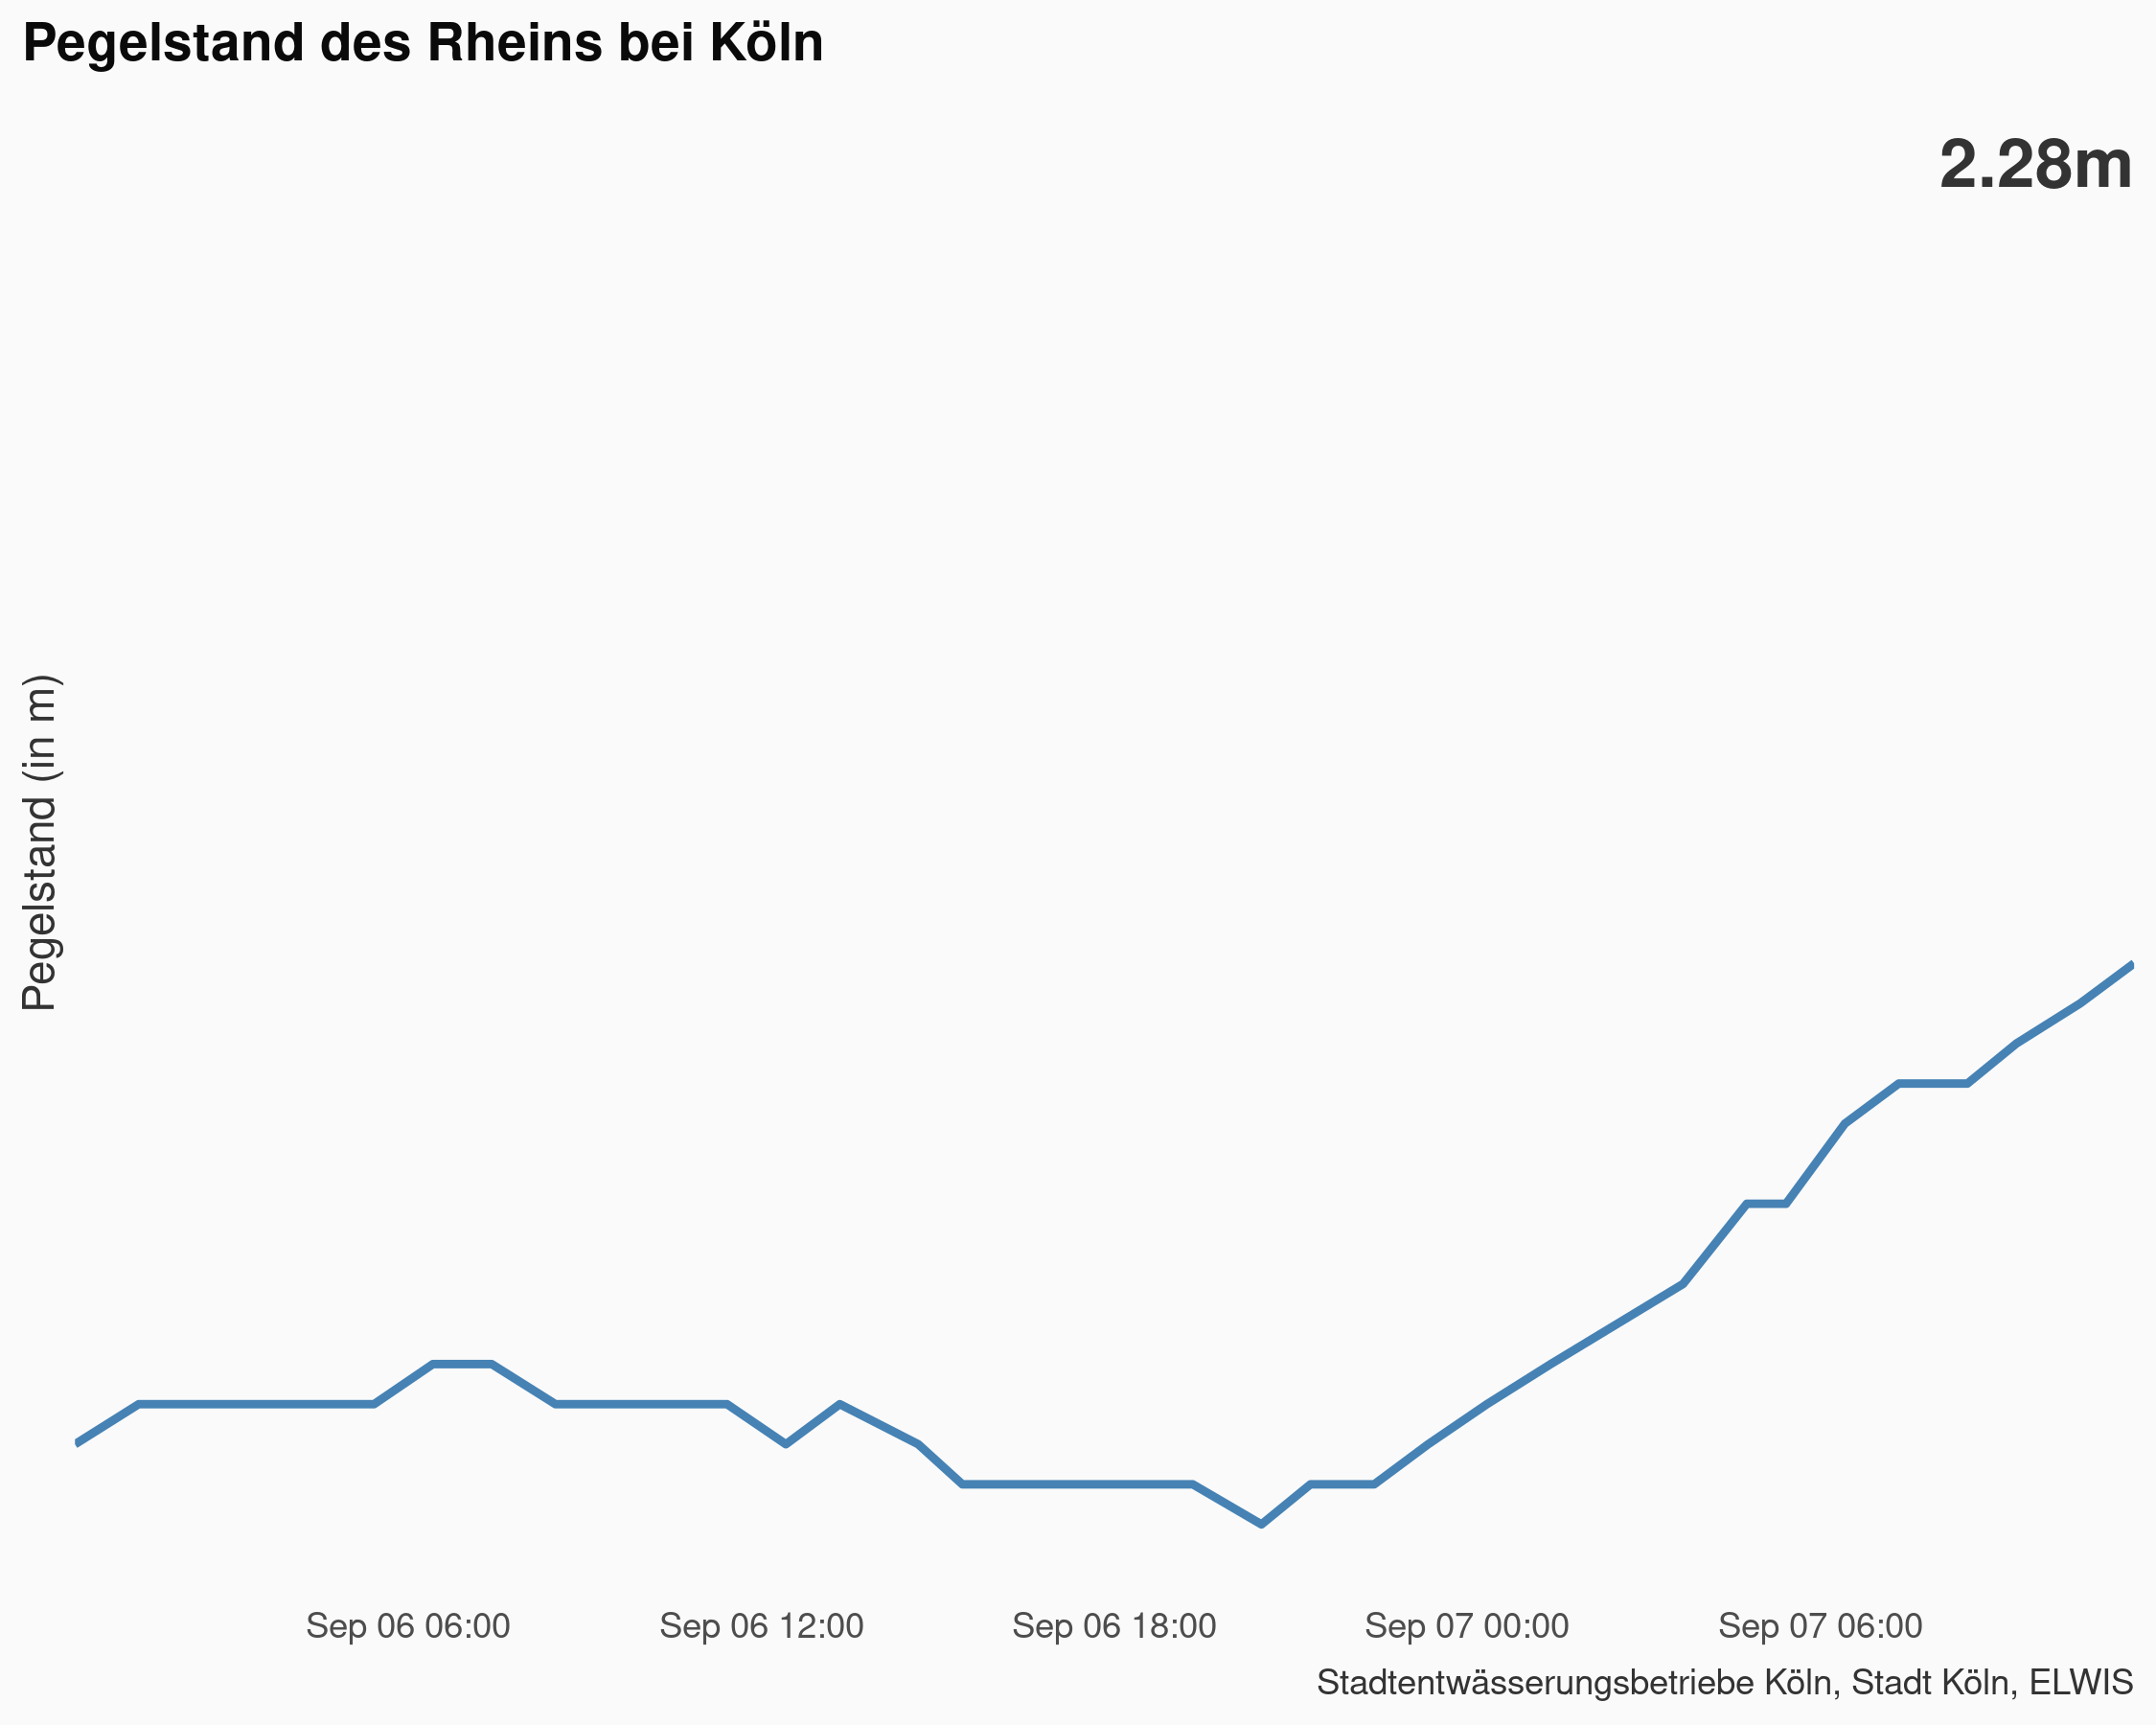 Pegelstand des Rheins bei Köln
2.28m
Pegelstand (in m)
Sep 06 06:00
Sep 06 12:00
Sep 06 18:00
Sep 07 00:00
Sep 07 06:00
Stadtentwässerungsbetriebe Köln, Stadt Köln, ELWIS